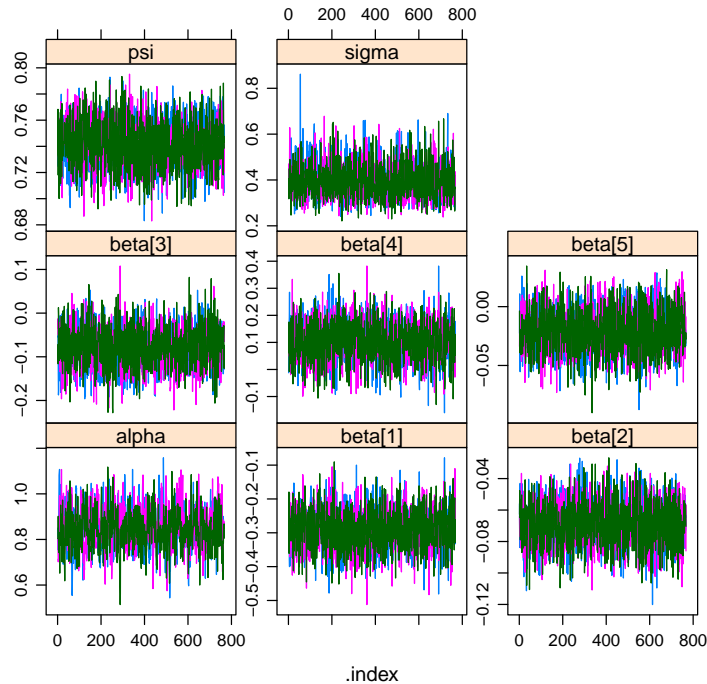 0 200 400 600 800
psi sigma
0.68 0.72 0.76 0.80
0.2 0.4 0.6 0.8
beta[3] beta[4] beta[5]
−0.2 −0.1 0.0 0.1
−0.1 0.1 0.2 0.3 0.4
−0.05 0.00
alpha beta[1] beta[2]
0.6 0.8 1.0
−0.5 −0.4 −0.3 −0.2 −0.1
−0.12 −0.08 −0.04
0 200 400 600 800 0 200 400 600 800 0 200 400 600 800
.index